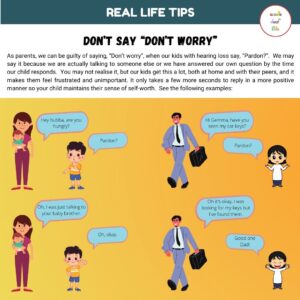 REAL LIFE TIPS
DON'T SAY "DON'T WORRY"
As parents, we can be guilty of saying, "Don't worry", when our kids with hearing loss say, "Pardon?". We may
say it because we are actually talking to someone else or we have answered our own question by the time
our child responds. You may not realise it, but our kids get this a lot, both at home and with their peers, and it
makes them feel frustrated and unimportant. It only takes a few more seconds to reply in a more positive
manner so your child maintains their sense of self-worth. See the following examples:
Hey bubba, are you
hungry?
Pardon?
Hi Gemma, have you
seen my car keys?
Pardon?
Oh, I was just talking to
your baby brother.
Oh, okay.
Oh it's okay, I was
looking for my keys but
I've found them.
Good one
Dad!